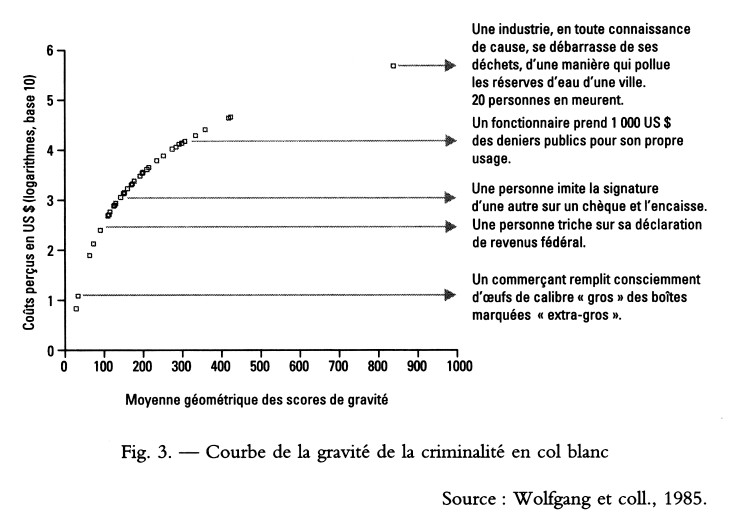 Une industrie, en toute connaissance
de cause, se débarrasse de ses
déchets, d'une manière qui pollue
les réserves d'eau d'une ville.
20 personnes en meurent.
Un fonctionnaire prend 1 000 US $
des deniers publics pour son propre
usage.
Une personne imite la signature
d'une autre sur un chèque et l'encaisse.
Une personne triche sur sa déclaration
de revenus fédéral.
Un commerçant remplit consciemment
d'œufs de calibre « gros » des boîtes
marquées « extra-gros ».
Coûts perçus en US $ (logarithmes, base 10)
6
5
4
3
2
1
0
0 100 200 300 400 500 600 700 800 900 1000
Moyenne géométrique des scores de gravité
Fig. 3. — Courbe de la gravité de la criminalité en col blanc
Source : Wolfgang et coll., 1985.